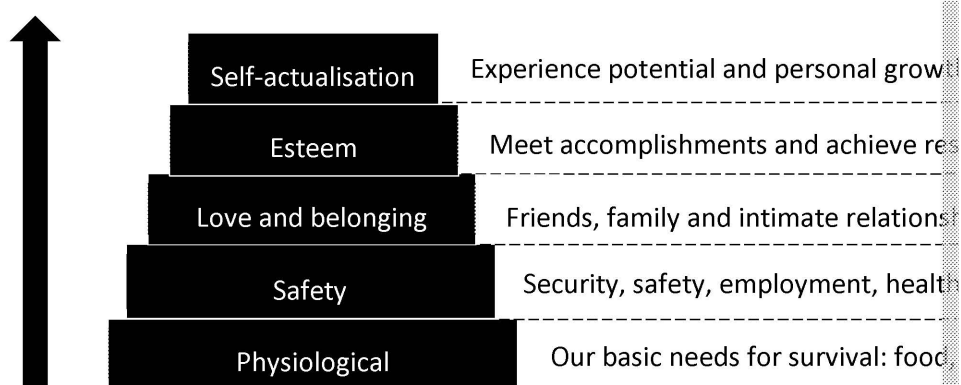 Self-actualisation Experience potential and personal
Esteem Meet accomplishments and achieve
Love and belonging Friends, family and intimate
Safety Security, safety, employment,
Physiological Our basic needs for survival: food,